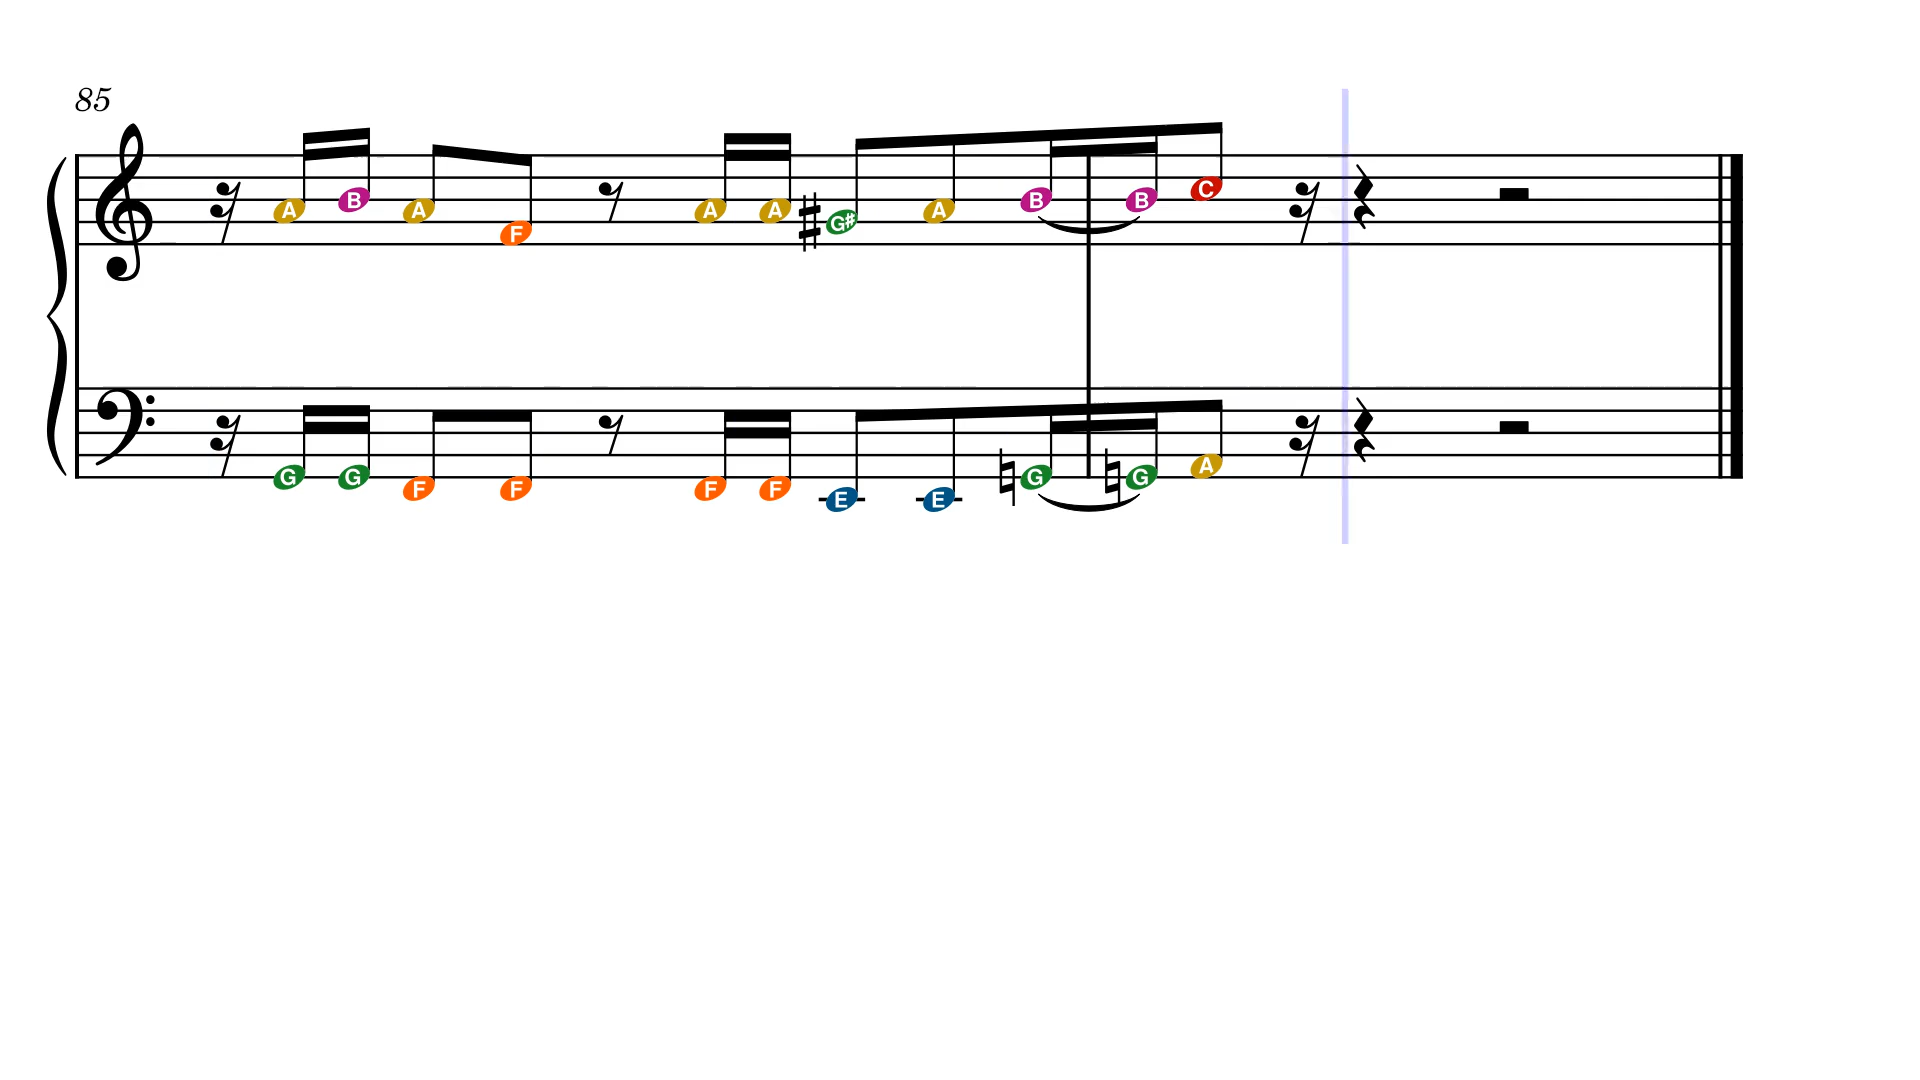 85
A B A F A A G# A B B C
G G F F F F E E G G A